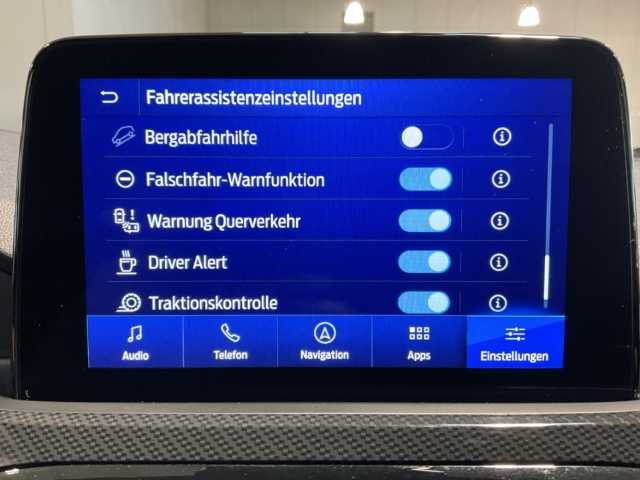 Fahrerassistenzeinstellungen
Bergabfahrhilfe
Falschfahr-Warnfunktion
Warnung Querverkehr
Driver Alert
Traktionskontrolle
Audio
Telefon
Navigation
Apps
Einstellungen